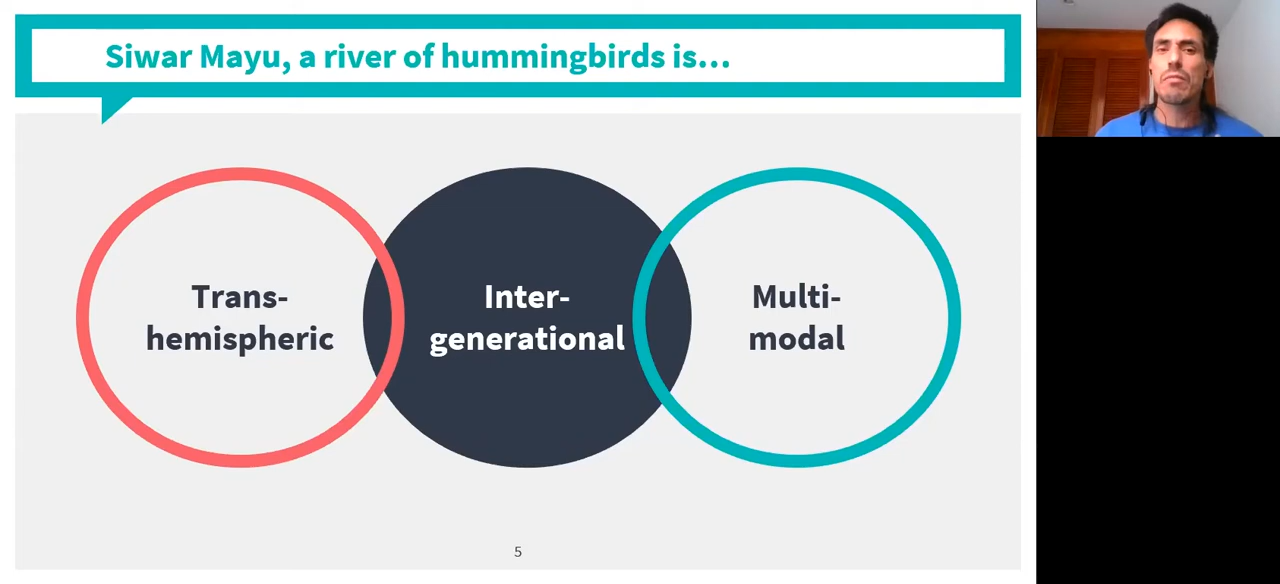 Siwar Mayu, a river of hummingbirds is...
Trans-
hemispheric
Inter-
generational
Multi-
modal
5